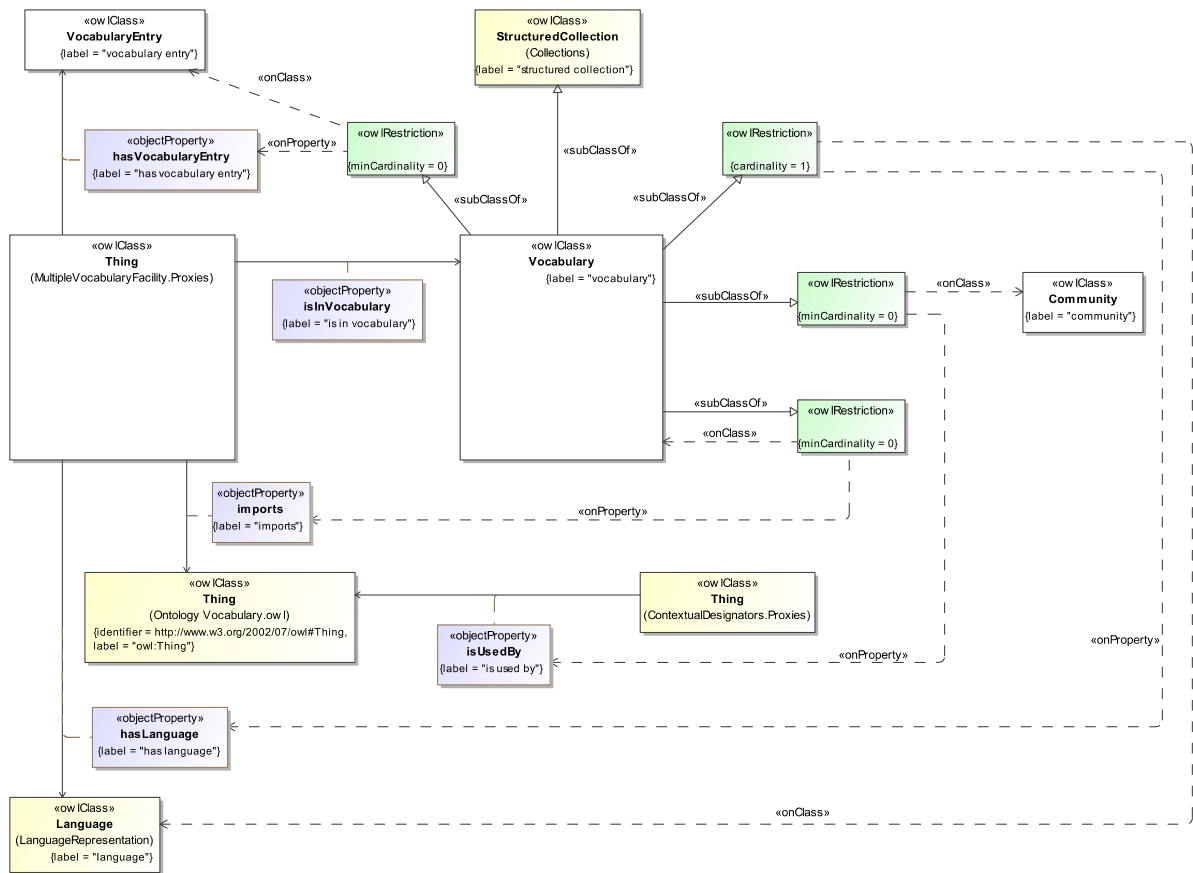 «owlClass»
VocabularyEntry
{label = "vocabulary entry"}
«owlClass»
StructuredCollection
(Collections)
{label = "structured collection"}
«onClass»
«objectProperty»
hasVocabularyEntry
{label = "has vocabulary entry"}
«onProperty»
«owlRestriction»
{minCardinality = 0}
«subClassOf»
«owlRestriction»
{cardinality = 1}
«subClassOf»
«subClassOf»
«owlClass»
Thing
(MultipleVocabularyFacility.Proxies)
«owlClass»
Vocabulary
{label = "vocabulary"}
«objectProperty»
isInVocabulary
{label = "is in vocabulary"}
«subClassOf»
«owlRestriction»
{minCardinality = 0}
«onClass»
«owlClass»
Community
{label = "community"}
«subClassOf»
«onClass»
«owlRestriction»
{minCardinality = 0}
«objectProperty»
imports
{label = "imports"}
«onProperty»
«owlClass»
Thing
(Ontology Vocabulary.owl)
{identifier = http://www.w3.org/2002/07/owl#Thing,
label = "owl:Thing"}
«owlClass»
Thing
(ContextualDesignators.Proxies)
«objectProperty»
isUsedBy
{label = "is used by"}
«onProperty»
«onProperty»
«objectProperty»
hasLanguage
{label = "has language"}
«owlClass»
Language
(LanguageRepresentation)
{label = "language"}
«onClass»